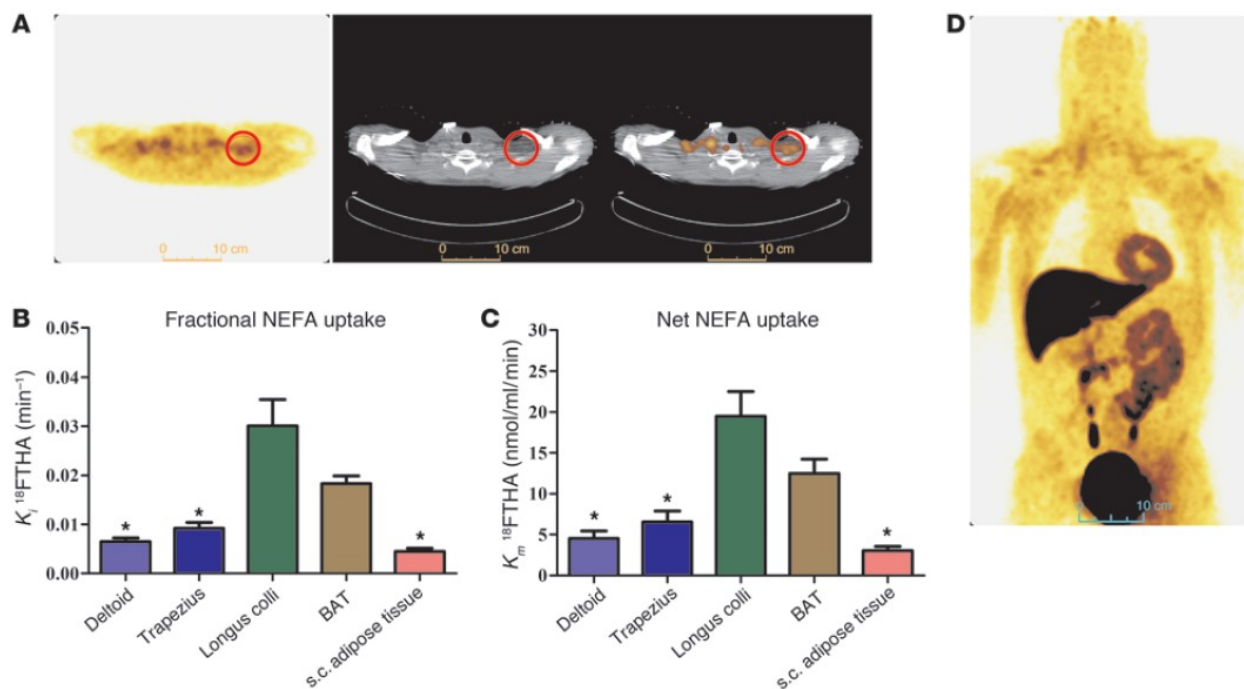 A
0 10 cm
0 10 cm
0 10 cm
B
Fractional NEFA uptake
Kᵢ ¹⁸FTHA (min⁻¹)
0.05
0.04
0.03
0.02
0.01
0.00
*
*
*
Deltoid
Trapezius
Longus colli
BAT
s.c. adipose tissue
C
Net NEFA uptake
Kₘ ¹⁸FTHA (nmol/ml/min)
30
25
20
15
10
5
0
*
*
*
Deltoid
Trapezius
Longus colli
BAT
s.c. adipose tissue
D
0 10 cm